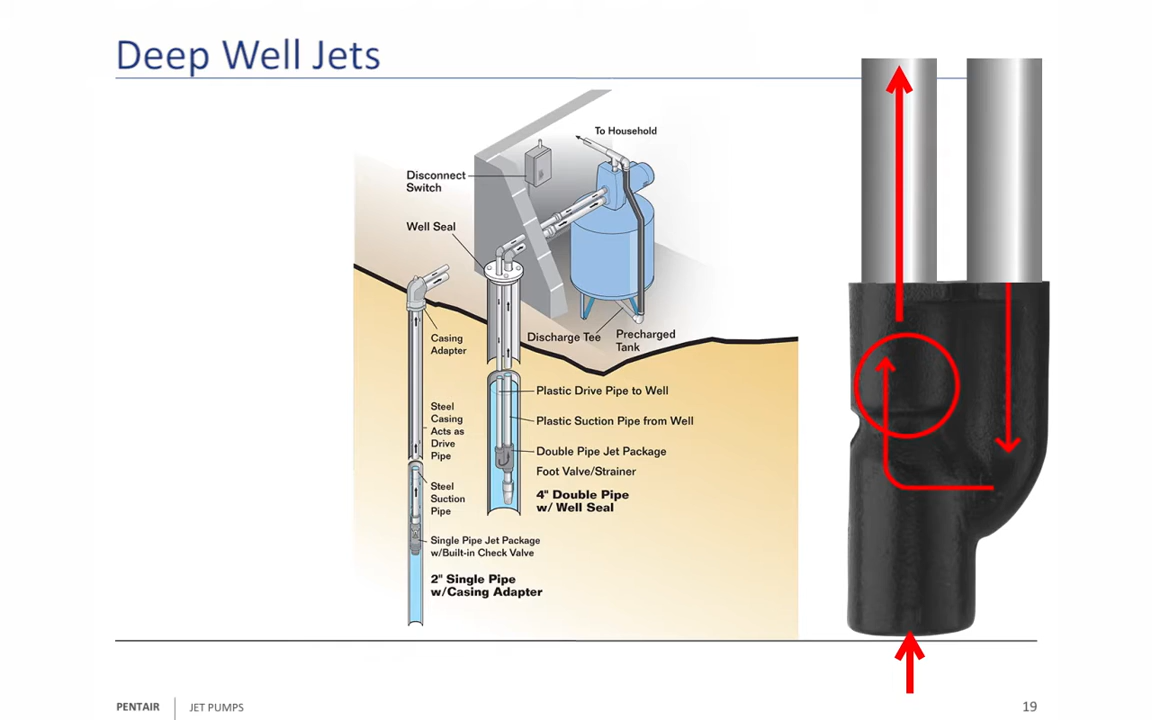 Deep Well Jets
To Household
Disconnect
Switch
Well Seal
Casing
Adapter
Discharge Tee
Precharged
Tank
Plastic Drive Pipe to Well
Steel
Casing
Acts as
Drive
Pipe
Plastic Suction Pipe from Well
Double Pipe Jet Package
Foot Valve/Strainer
4" Double Pipe
w/ Well Seal
Steel
Suction
Pipe
Single Pipe Jet Package
w/Built-in Check Valve
2" Single Pipe
w/Casing Adapter
PENTAIR
JET PUMPS
19